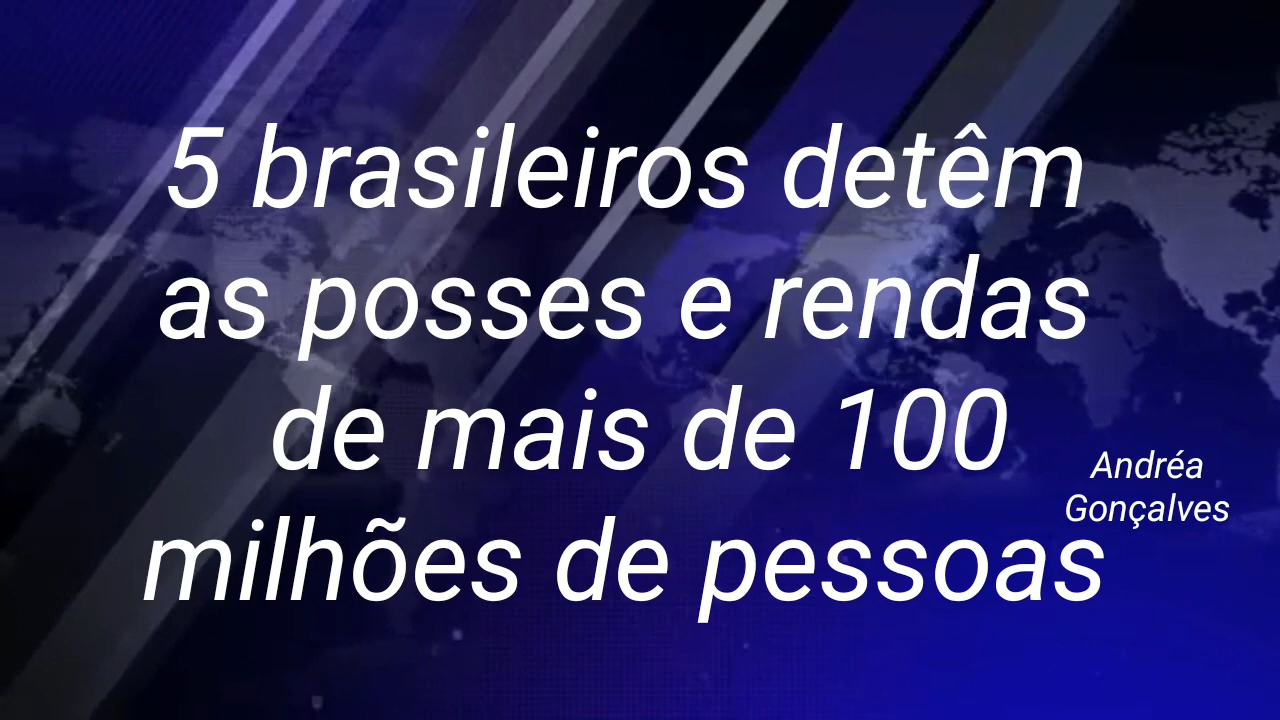 5 brasileiros detêm
as posses e rendas
de mais de 100
milhões de pessoas
Andréa
Gonçalves